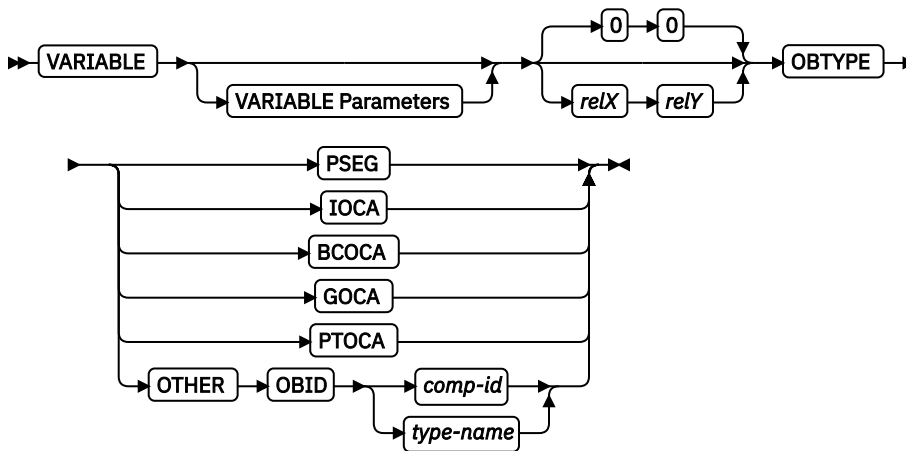 0 0
VARIABLE OBTYPE
VARIABLE Parameters relX relY
PSEG
IOCA
BCOCA
GOCA
PTOCA
OTHER OBID comp-id
type-name